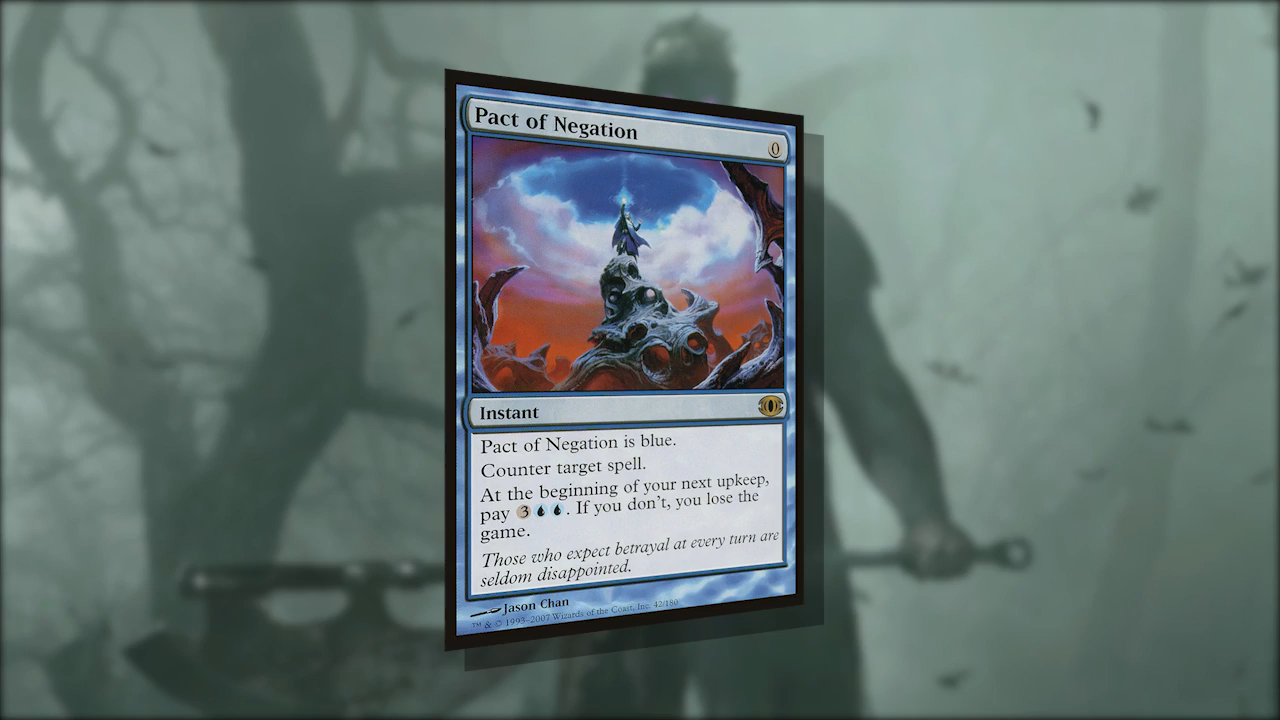 Pact of Negation
0
Instant
Pact of Negation is blue.
Counter target spell.
At the beginning of your next upkeep,
pay 3. If you don't, you lose the
game.
Those who expect betrayal at every turn are
seldom disappointed.
Jason Chan
™ & © 1993–2007 Wizards of the Coast, Inc. 42/180